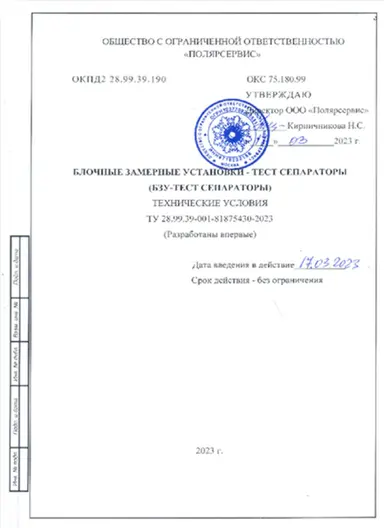 ОБЩЕСТВО С ОГРАНИЧЕННОЙ ОТВЕТСТВЕННОСТЬЮ
«ПОЛЯРСЕРВИС»
ОКПД2 28.99.39.190 ОКС 75.180.99
УТВЕРЖДАЮ
Директор ООО «Полярсервис»
Кирпичникова Н.С.
03 2023 г.
БЛОЧНЫЕ ЗАМЕРНЫЕ УСТАНОВКИ - ТЕСТ СЕПАРАТОРЫ
(БЗУ-ТЕСТ СЕПАРАТОРЫ)
ТЕХНИЧЕСКИЕ УСЛОВИЯ
ТУ 28.99.39-001-81875430-2023
(Разработаны впервые)
Дата введения в действие 17.03.2023
Срок действия - без ограничения
Подп. и дата
Взам. инв. №
Инв. № дубл.
Подп. и дата
Инв. № подл.
2023 г.